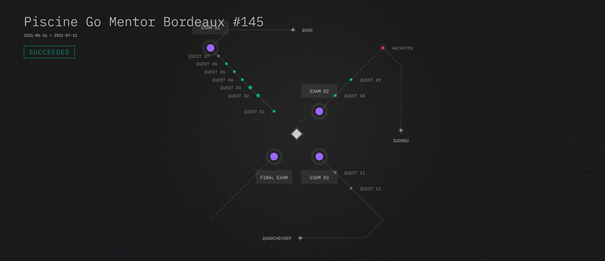 Piscine Go Mentor Bordeaux #145
2021-06-16 > 2021-07-12
SUCCEEDED
QUAD
QUEST 07
QUEST 06
QUEST 05
QUEST 04
QUEST 03
QUEST 02
QUEST 01
HACKATON
QUEST 09
EXAM 02
QUEST 08
SUDOKU
QUEST 11
FINAL EXAM
EXAM 03
QUEST 12
QUADCHECKER